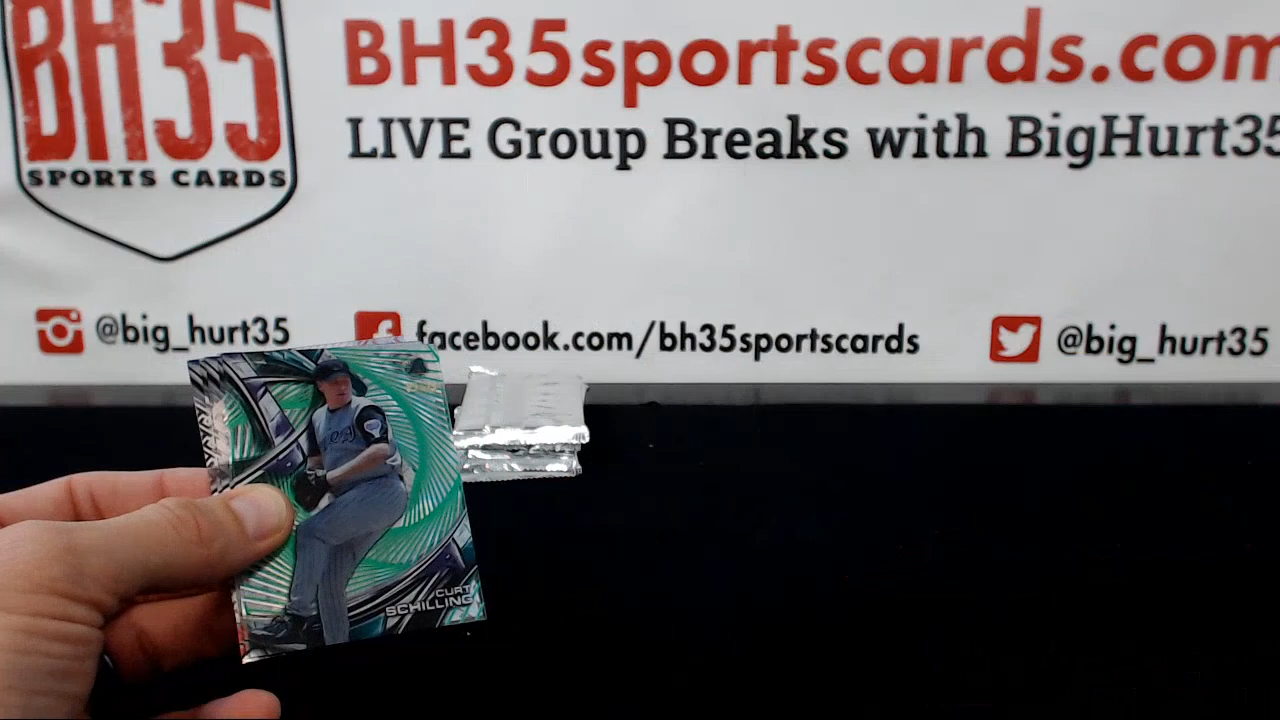 BH35
SPORTS CARDS
BH35sportscards.com
LIVE Group Breaks with BigHurt35
@big_hurt35
facebook.com/bh35sportscards
@big_hurt35
CURT
SCHILLING